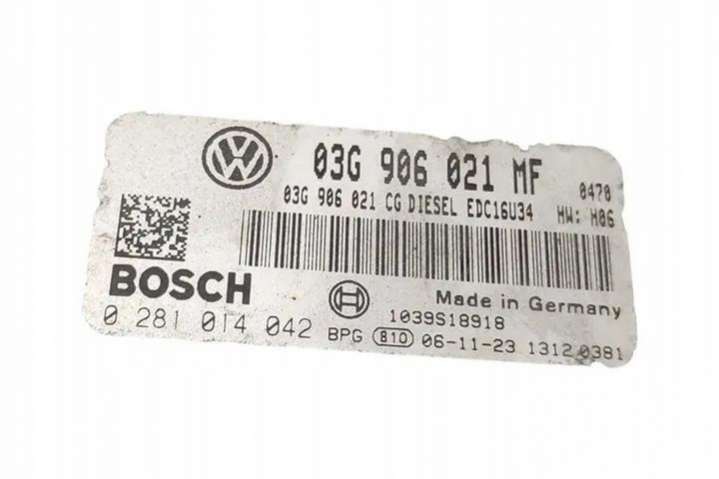 03G 906 021 MF 0470
03G 906 021 CG DIESEL EDC16U34 HW: H06
BOSCH
Made in Germany
1039S18918
0 281 014 042 BPG 810 06-11-23 1312 0381